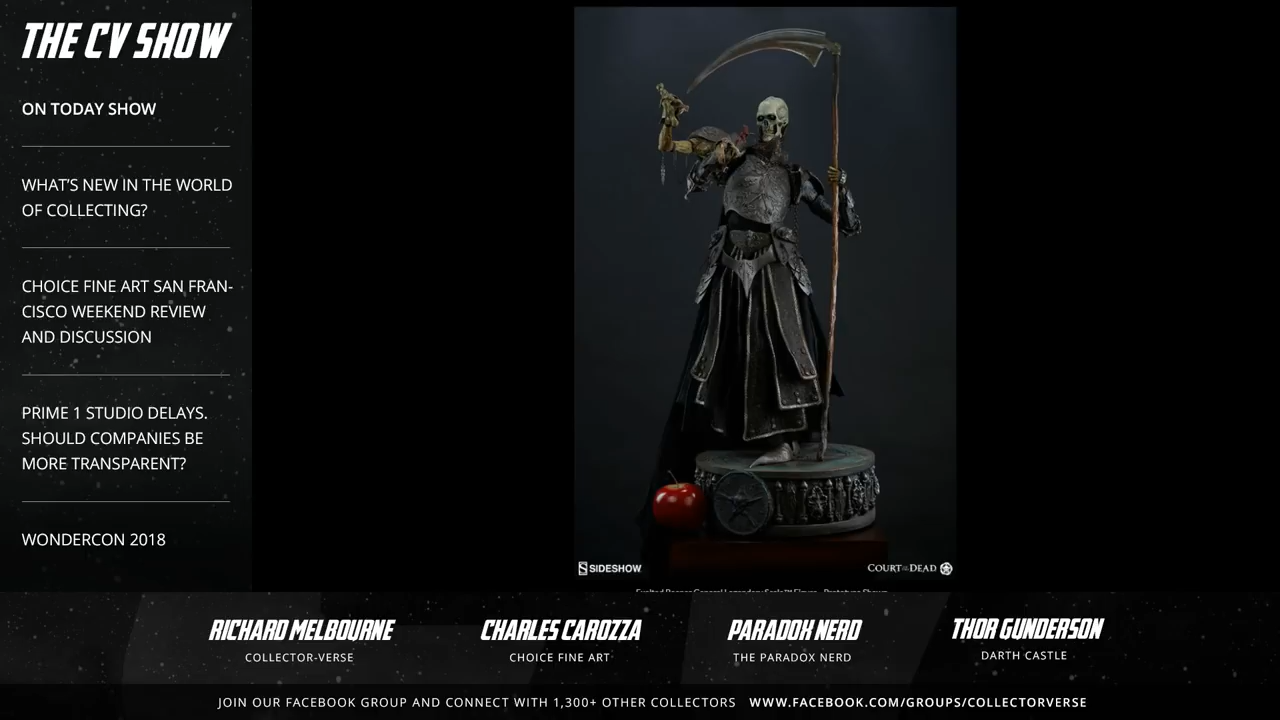 THE CV SHOW
ON TODAY SHOW
WHAT'S NEW IN THE WORLD
OF COLLECTING?
CHOICE FINE ART SAN FRAN-
CISCO WEEKEND REVIEW
AND DISCUSSION
PRIME 1 STUDIO DELAYS.
SHOULD COMPANIES BE
MORE TRANSPARENT?
WONDERCON 2018
SIDESHOW
COURT OF THE DEAD
RICHARD MELBOURNE
COLLECTOR-VERSE
CHARLES CAROZZA
CHOICE FINE ART
PARADOX NERD
THE PARADOX NERD
THOR GUNDERSON
DARTH CASTLE
JOIN OUR FACEBOOK GROUP AND CONNECT WITH 1,300+ OTHER COLLECTORS WWW.FACEBOOK.COM/GROUPS/COLLECTORVERSE